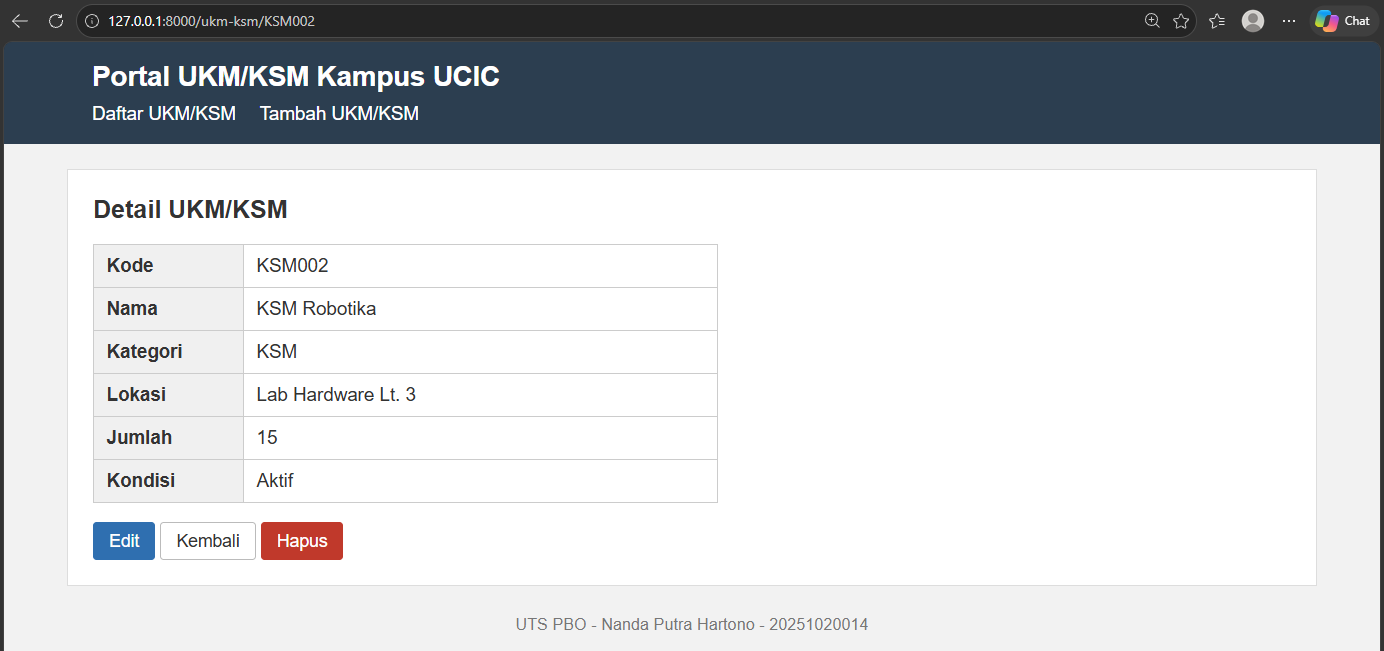 127.0.0.1:8000/ukm-ksm/KSM002
Chat
Portal UKM/KSM Kampus UCIC
Daftar UKM/KSM Tambah UKM/KSM
Detail UKM/KSM
Kode KSM002
Nama KSM Robotika
Kategori KSM
Lokasi Lab Hardware Lt. 3
Jumlah 15
Kondisi Aktif
Edit Kembali Hapus
UTS PBO - Nanda Putra Hartono - 20251020014